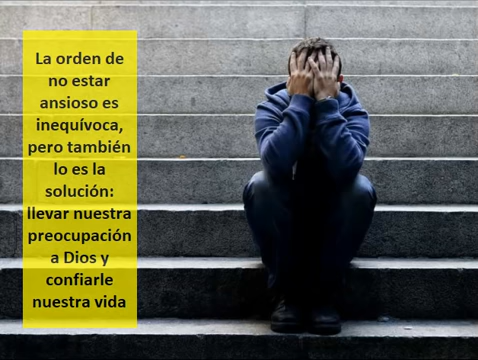 La orden de
no estar
ansioso es
inequívoca,
pero también
lo es la
solución:
llevar nuestra
preocupación
a Dios y
confiarle
nuestra vida